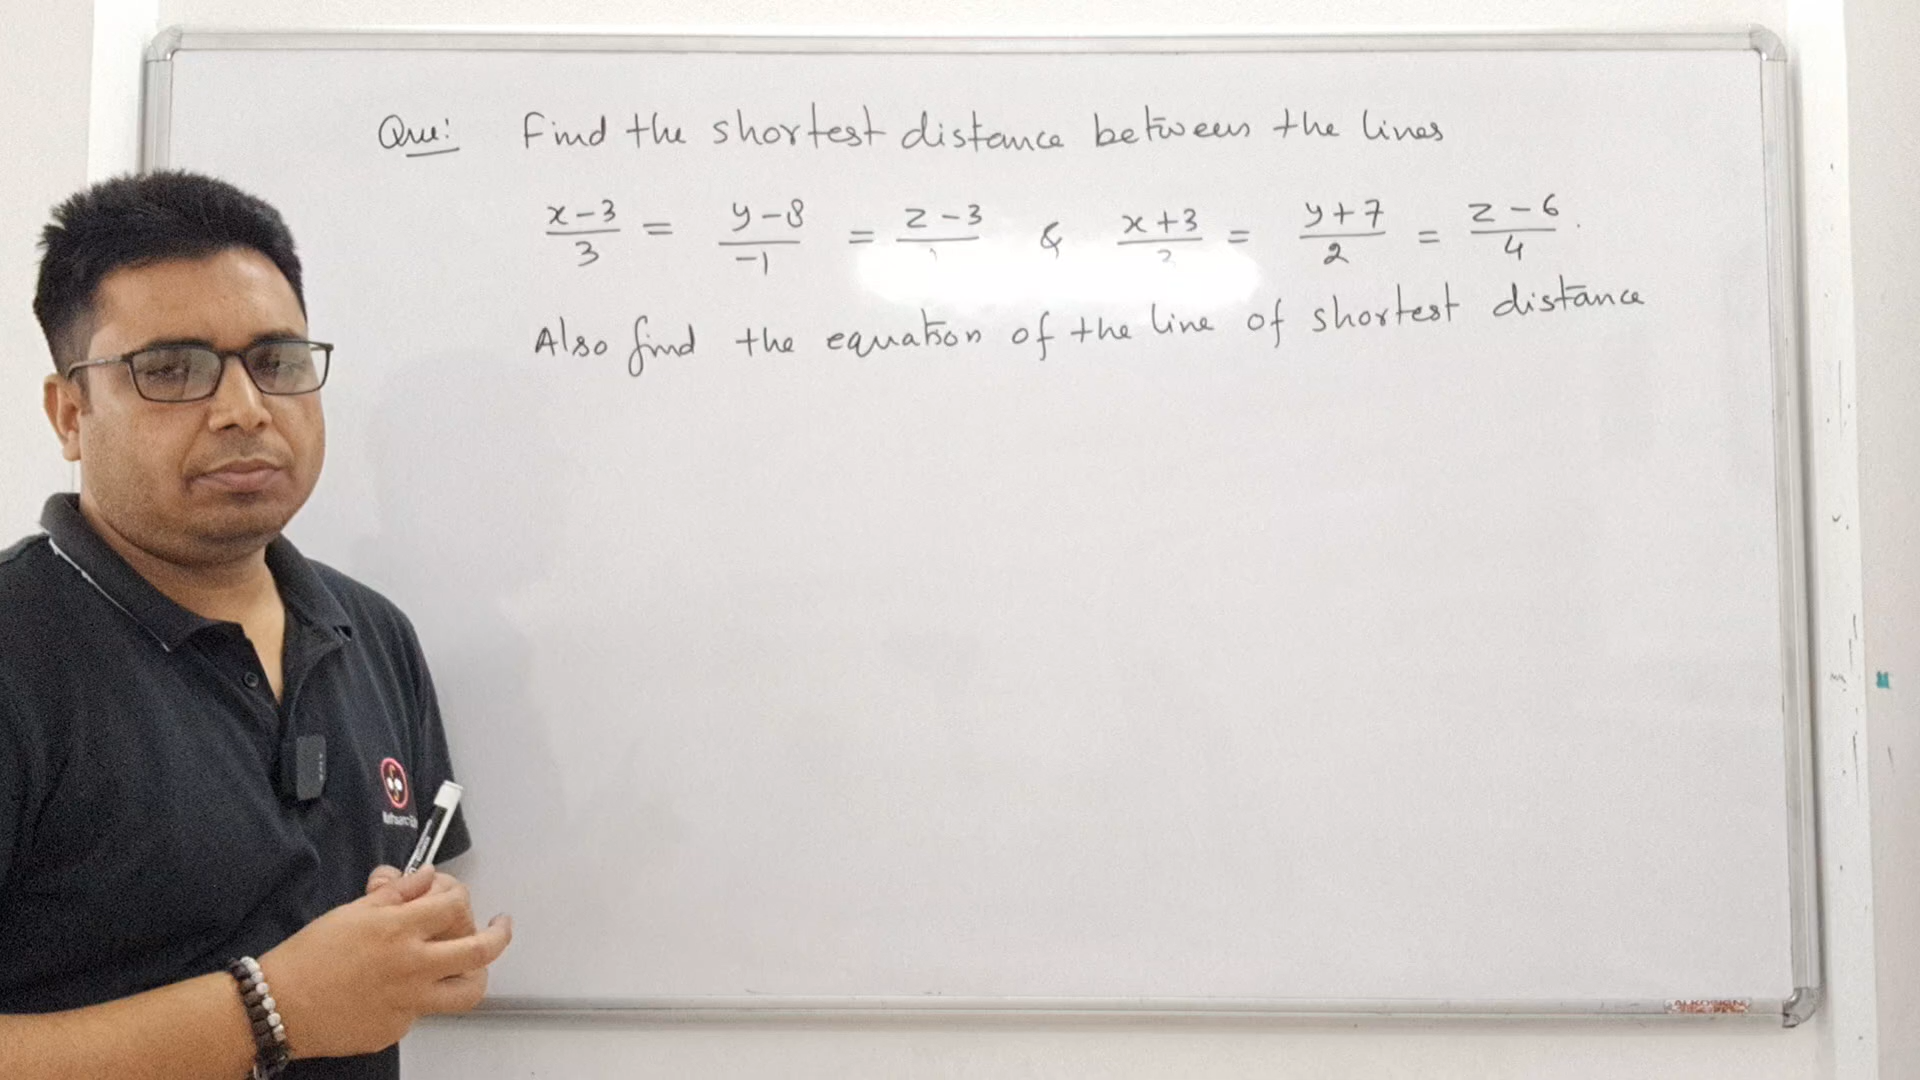 Que: Find the shortest distance between the lines
x-3/3 = y-8/-1 = z-3/ & x+3/ = y+7/2 = z-6/4 .
Also find the equation of the line of shortest distance